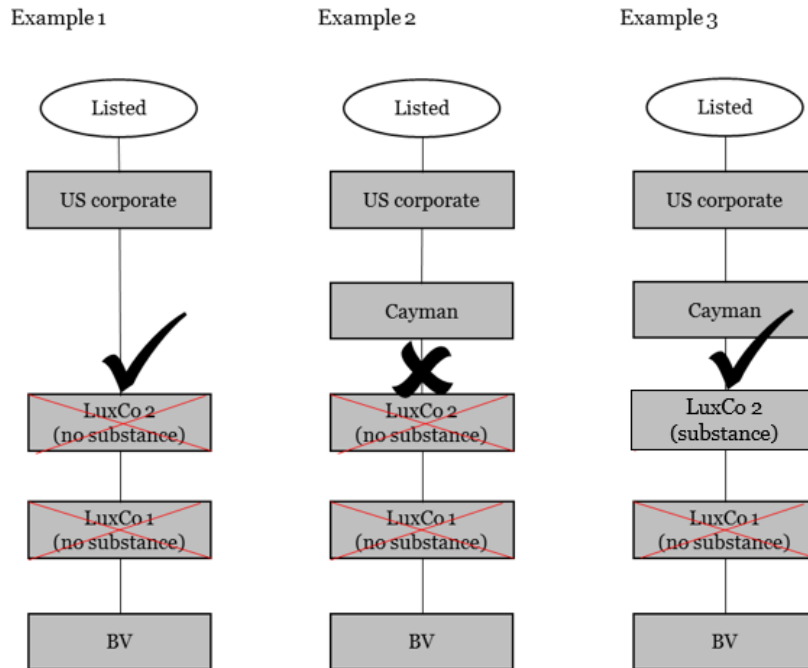 Example 1
Listed
US corporate
LuxCo 2
(no substance)
LuxCo 1
(no substance)
BV
Example 2
Listed
US corporate
Cayman
LuxCo 2
(no substance)
LuxCo 1
(no substance)
BV
Example 3
Listed
US corporate
Cayman
LuxCo 2
(substance)
LuxCo 1
(no substance)
BV